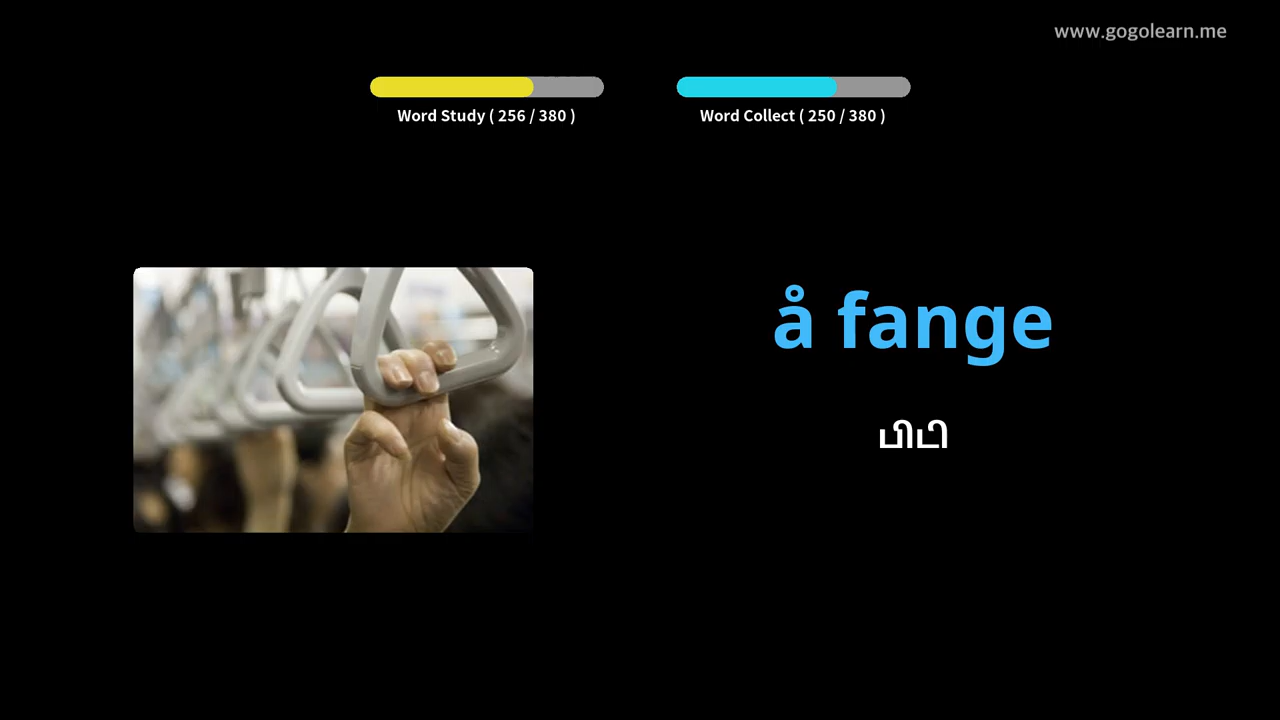 www.gogolearn.me
Word Study ( 256 / 380 )
Word Collect ( 250 / 380 )
å fange
பிடி